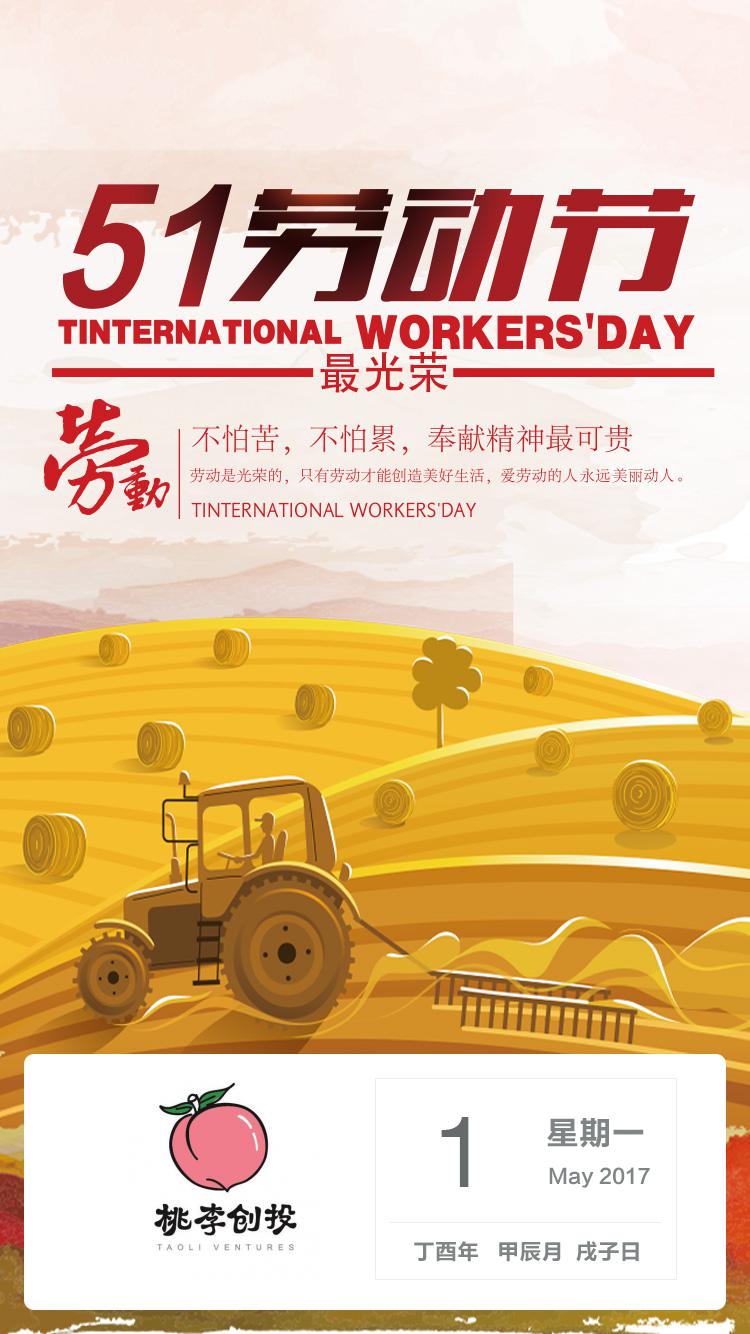 51劳动节
TINTERNATIONAL WORKERS'DAY
最光荣
勞動
不怕苦，不怕累，奉献精神最可贵
劳动是光荣的，只有劳动才能创造美好生活，爱劳动的人永远美丽动人。
TINTERNATIONAL WORKERS'DAY
桃李创投
TAOLI VENTURES
1
星期一
May 2017
丁酉年 甲辰月 戌子日